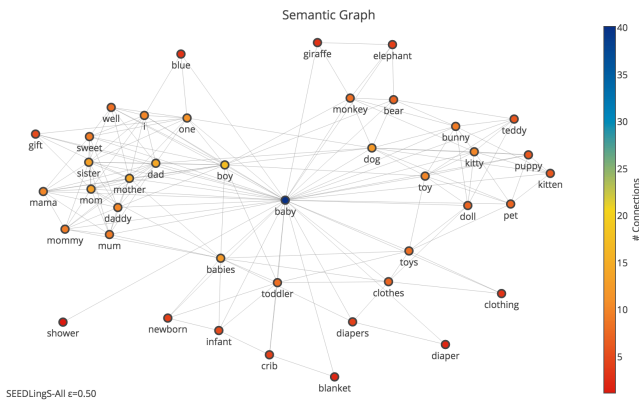 Semantic Graph
giraffe
elephant
blue
40
35
30
25
20
15
10
5
# Connections
well
i
one
monkey
bear
gift
sweet
bunny
teddy
sister
dad
boy
dog
kitty
puppy
kitten
mama
mom
mother
daddy
baby
toy
doll
pet
mommy
mum
babies
toys
toddler
clothes
clothing
shower
newborn
infant
diapers
diaper
crib
blanket
SEEDLingS-All ε=0.50